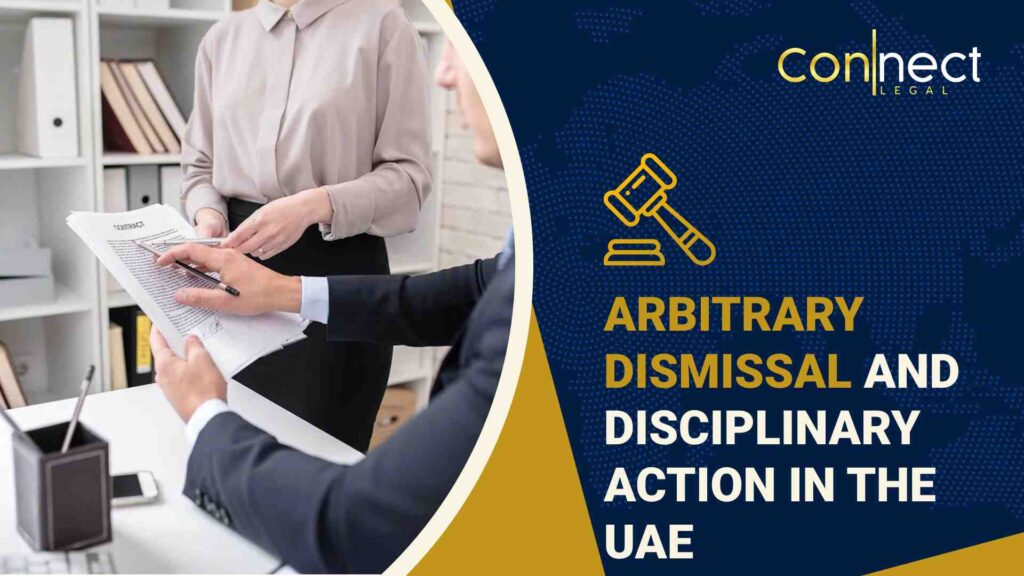 Connect
LEGAL
CONTRACT
ARBITRARY
DISMISSAL AND
DISCIPLINARY
ACTION IN THE
UAE